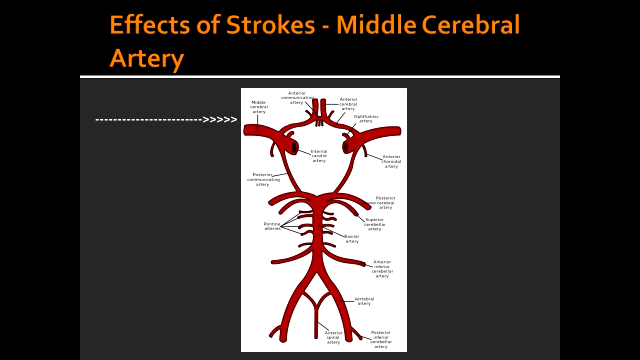 Effects of Strokes - Middle Cerebral
Artery
------------------------>>>>>
Anterior
communicating
artery
Anterior
cerebral
artery
Middle
cerebral
artery
Ophthalmic
artery
Internal
carotid
artery
Anterior
choroidal
artery
Posterior
communicating
artery
Posterior
cerebral
artery
Superior
cerebellar
artery
Pontine
arteries
Basilar
artery
Anterior
inferior
cerebellar
artery
Vertebral
artery
Anterior
spinal
artery
Posterior
inferior
cerebellar
artery